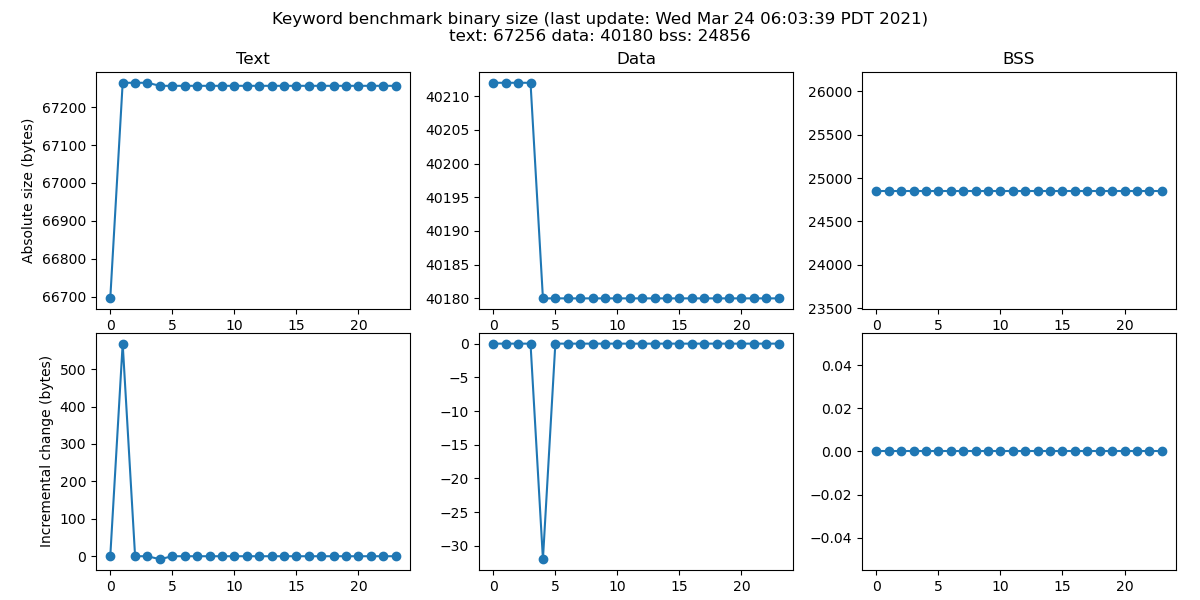 Keyword benchmark binary size (last update: Wed Mar 24 06:03:39 PDT 2021)
text: 67256 data: 40180 bss: 24856
Text
Data
BSS
Absolute size (bytes)
67200
67100
67000
66900
66800
66700
0 5 10 15 20
40210
40205
40200
40195
40190
40185
40180
0 5 10 15 20
26000
25500
25000
24500
24000
23500
0 5 10 15 20
Incremental change (bytes)
500
400
300
200
100
0
0 5 10 15 20
0
−5
−10
−15
−20
−25
−30
0 5 10 15 20
0.04
0.02
0.00
−0.02
−0.04
0 5 10 15 20